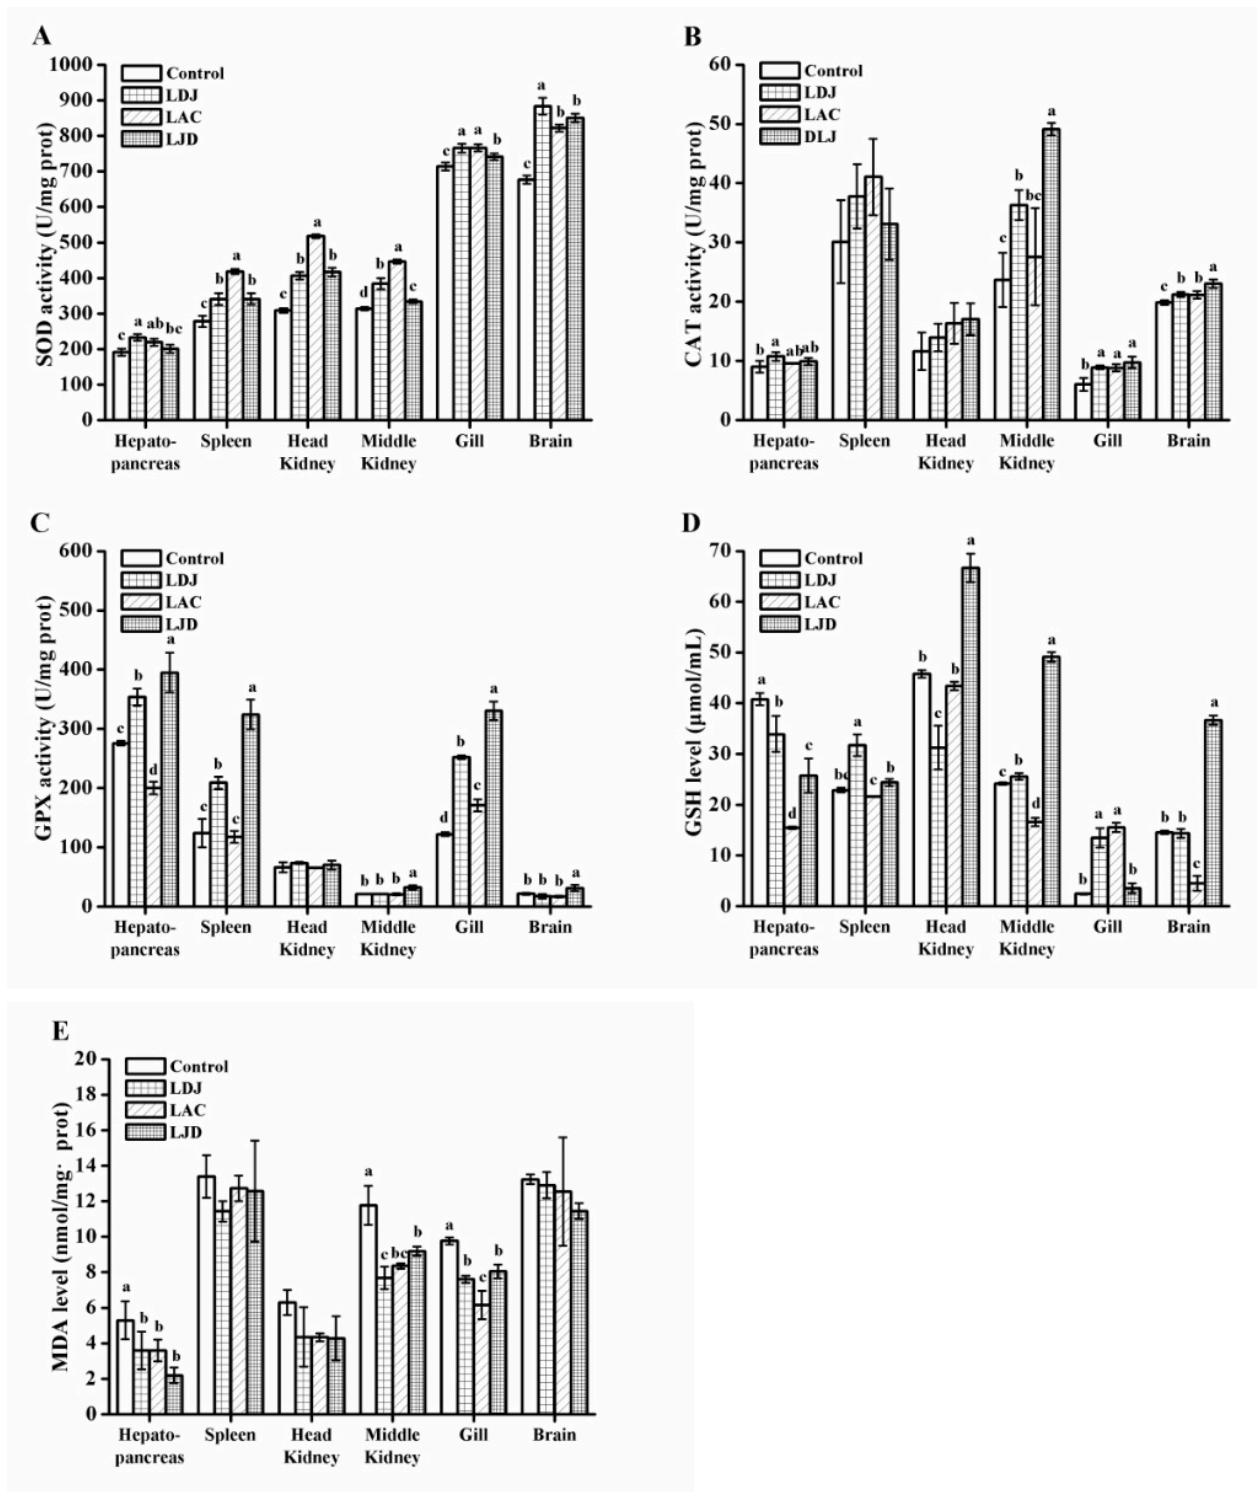 A
SOD activity (U/mg prot)
1000
900
800
700
600
500
400
300
200
100
0
Control
LDJ
LAC
LJD
c a ab bc
c b a b
c b a b
d b a c
c a a b
c a b b
Hepato-
pancreas
Spleen
Head
Kidney
Middle
Kidney
Gill
Brain
B
CAT activity (U/mg prot)
60
50
40
30
20
10
0
Control
LDJ
LAC
DLJ
b a ab ab
c b bc a
b a a a
c b b a
Hepato-
pancreas
Spleen
Head
Kidney
Middle
Kidney
Gill
Brain
C
GPX activity (U/mg prot)
600
500
400
300
200
100
0
Control
LDJ
LAC
LJD
c b d a
c b c a
b b b a
d b c a
b b b a
Hepato-
pancreas
Spleen
Head
Kidney
Middle
Kidney
Gill
Brain
D
GSH level (μmol/mL)
70
60
50
40
30
20
10
0
Control
LDJ
LAC
LJD
a b d c
bc a c b
b c b a
c b d a
b a a b
b b c a
Hepato-
pancreas
Spleen
Head
Kidney
Middle
Kidney
Gill
Brain
E
MDA level (nmol/mg· prot)
20
18
16
14
12
10
8
6
4
2
0
Control
LDJ
LAC
LJD
a b b b
a c bc b
a b c b
Hepato-
pancreas
Spleen
Head
Kidney
Middle
Kidney
Gill
Brain